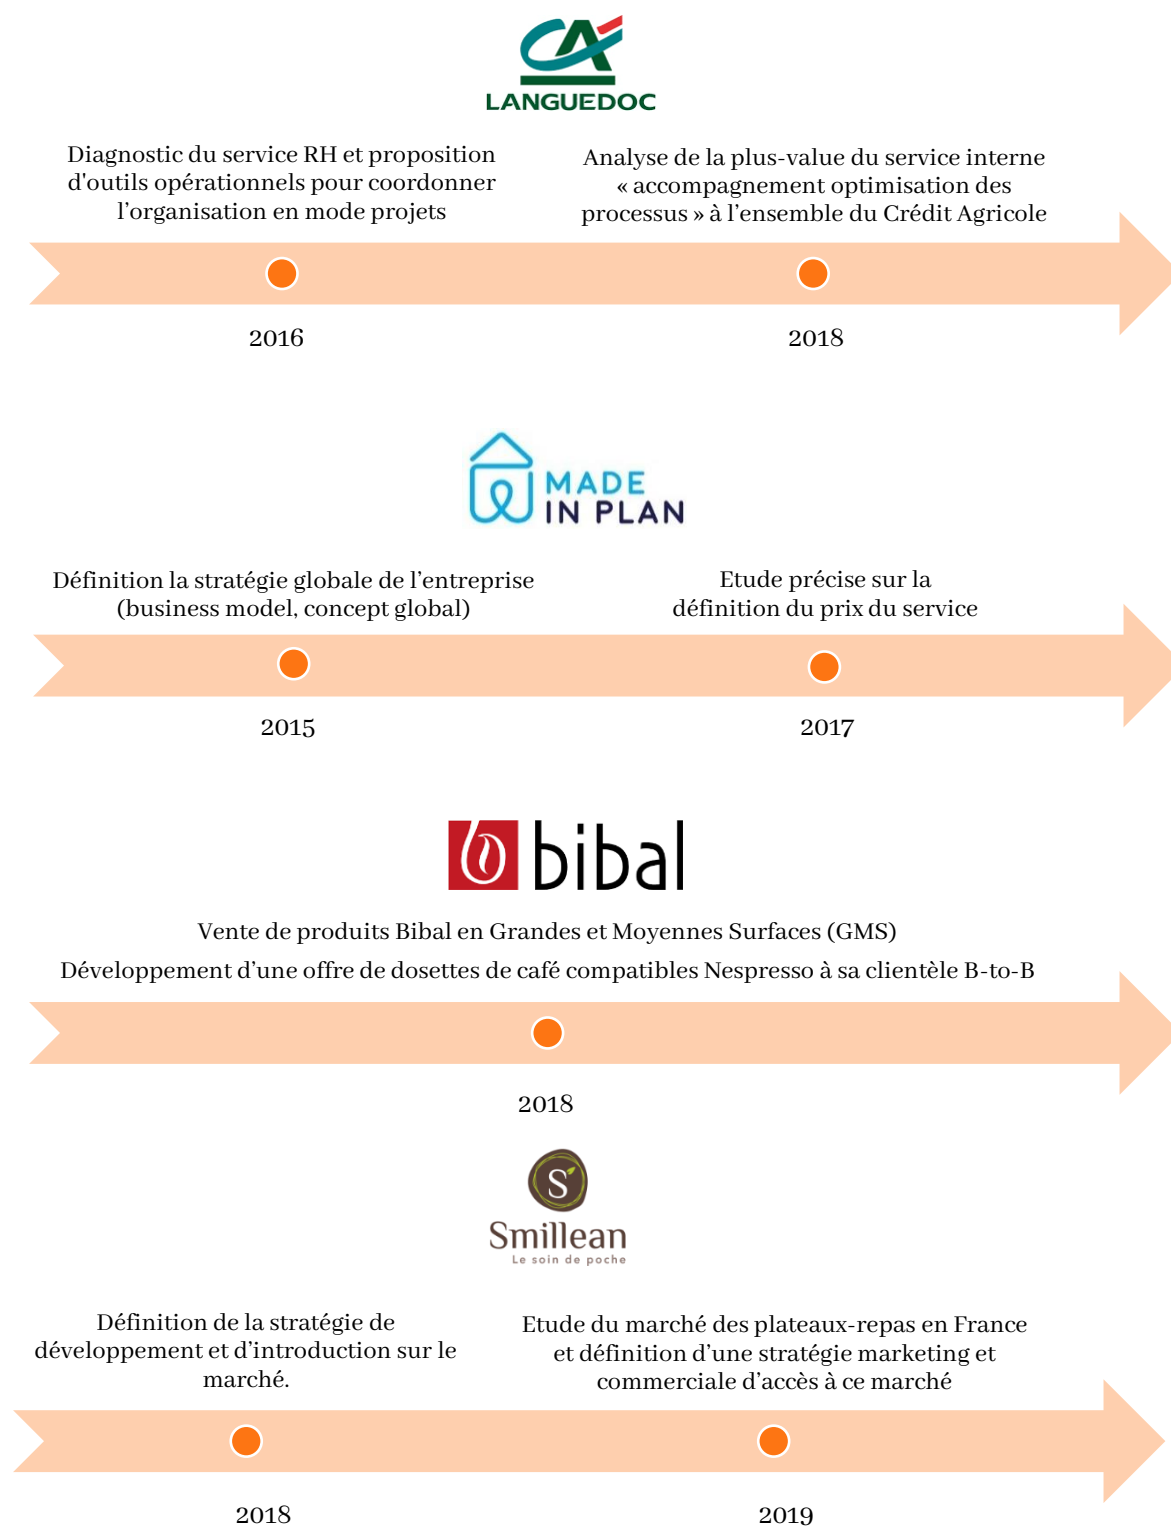 CA
LANGUEDOC
Diagnostic du service RH et proposition
d'outils opérationnels pour coordonner
l'organisation en mode projets
Analyse de la plus-value du service interne
« accompagnement optimisation des
processus » à l'ensemble du Crédit Agricole
2016
2018
MADE
IN PLAN
Définition la stratégie globale de l'entreprise
(business model, concept global)
Etude précise sur la
définition du prix du service
2015
2017
bibal
Vente de produits Bibal en Grandes et Moyennes Surfaces (GMS)
Développement d'une offre de dosettes de café compatibles Nespresso à sa clientèle B-to-B
2018
S
Smillean
Le soin de poche
Définition de la stratégie de
développement et d'introduction sur le
marché.
Etude du marché des plateaux-repas en France
et définition d'une stratégie marketing et
commerciale d'accès à ce marché
2018
2019